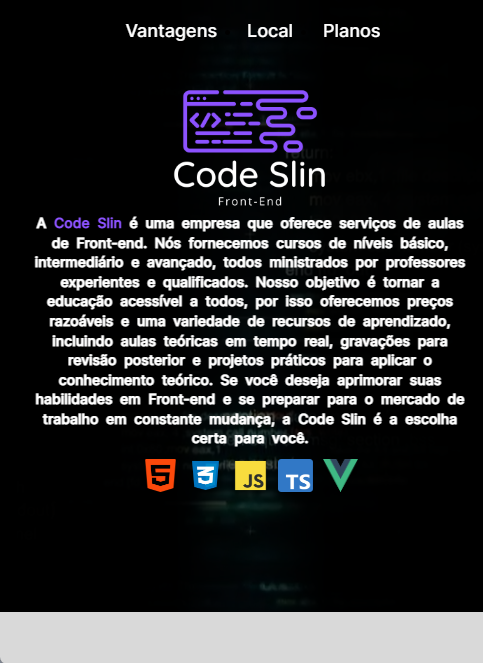 Vantagens Local Planos
Code Slin
Front-End
A Code Slin é uma empresa que oferece serviços de aulas
de Front-end. Nós fornecemos cursos de níveis básico,
intermediário e avançado, todos ministrados por professores
experientes e qualificados. Nosso objetivo é tornar a
educação acessível a todos, por isso oferecemos preços
razoáveis e uma variedade de recursos de aprendizado,
incluindo aulas teóricas em tempo real, gravações para
revisão posterior e projetos práticos para aplicar o
conhecimento teórico. Se você deseja aprimorar suas
habilidades em Front-end e se preparar para o mercado de
trabalho em constante mudança, a Code Slin é a escolha
certa para você.
5 3 JS TS